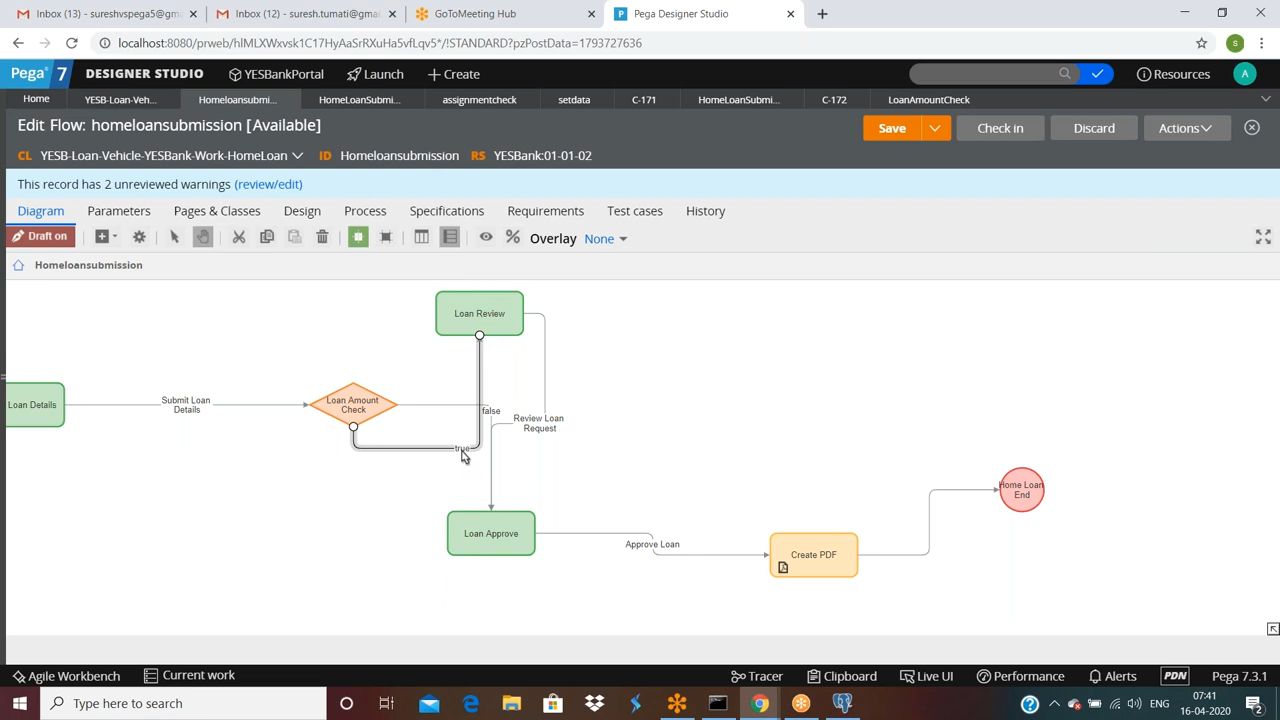 Inbox (13) - sureshvspega5@gm
Inbox (12) - suresh.tumati@gmai
GoToMeeting Hub
Pega Designer Studio
localhost:8080/prweb/hlMLXWxvsk1C17HyAaSrRXuHa5vfLqv5*/!STANDARD?pzPostData=1793727636
S
Pega 7 DESIGNER STUDIO YESBankPortal Launch Create Resources A
Home YESB-Loan-Veh... Homeloansubmi... HomeLoanSubmi... assignmentcheck setdata C-171 HomeLoanSubmi... C-172 LoanAmountCheck
Edit Flow: homeloansubmission [Available]
Save Check in Discard Actions
CL YESB-Loan-Vehicle-YESBank-Work-HomeLoan ID Homeloansubmission RS YESBank:01-01-02
This record has 2 unreviewed warnings (review/edit)
Diagram Parameters Pages & Classes Design Process Specifications Requirements Test cases History
Draft on Overlay None
Homeloansubmission
Loan Review
Loan Details
Submit Loan
Details
Loan Amount
Check
false
Review Loan
Request
true
Loan Approve
Approve Loan
Create PDF
Home Loan
End
Agile Workbench Current work Tracer Clipboard Live UI Performance Alerts PDN Pega 7.3.1
Type here to search
ENG
07:41
16-04-2020
2